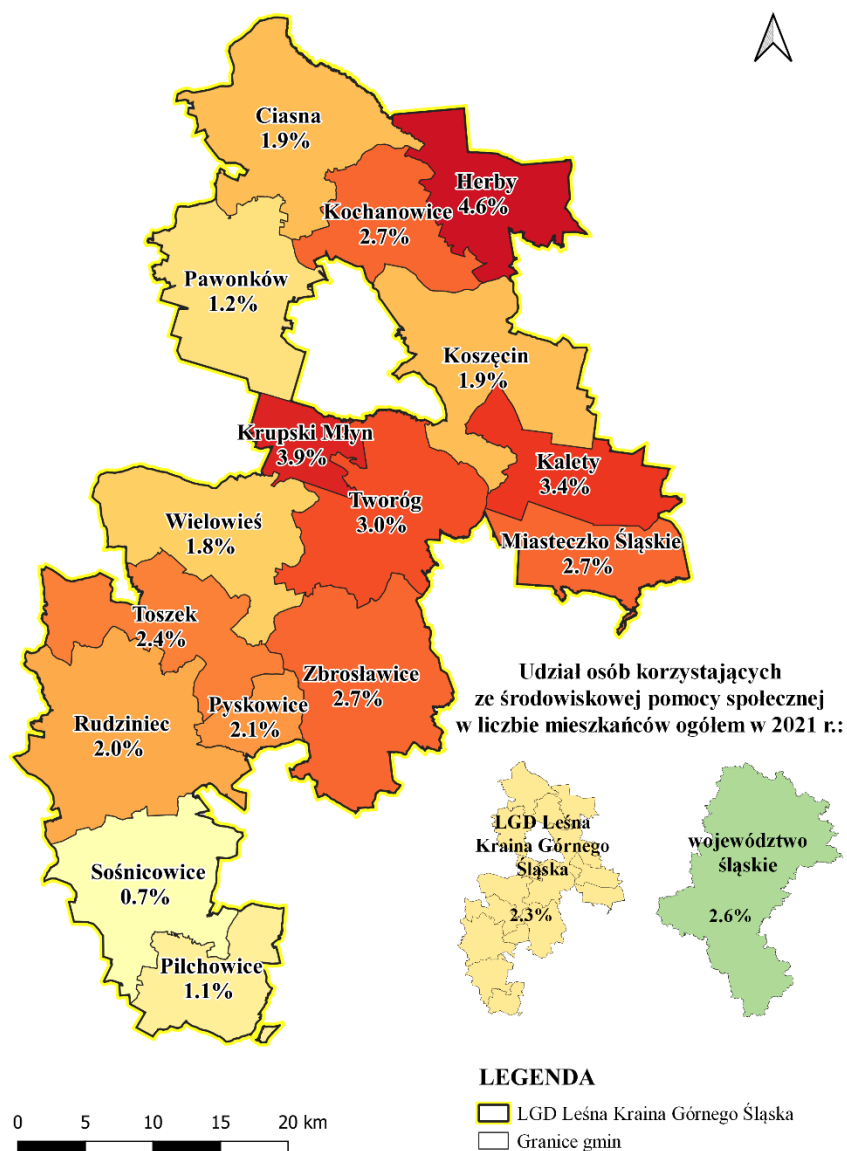 Ciasna
1.9%
Herby
4.6%
Kochanowice
2.7%
Pawonków
1.2%
Koszęcin
1.9%
Krupski Młyn
3.9%
Kalety
3.4%
Tworóg
3.0%
Wielowieś
1.8%
Miasteczko Śląskie
2.7%
Toszek
2.4%
Zbrosławice
2.7%
Pyskowice
2.1%
Rudziniec
2.0%
Sośnicowice
0.7%
Pilchowice
1.1%
Udział osób korzystających
ze środowiskowej pomocy społecznej
w liczbie mieszkańców ogółem w 2021 r.:
LGD Leśna
Kraina Górnego
Śląska
2.3%
województwo
śląskie
2.6%
LEGENDA
LGD Leśna Kraina Górnego Śląska
Granice gmin
0 5 10 15 20 km